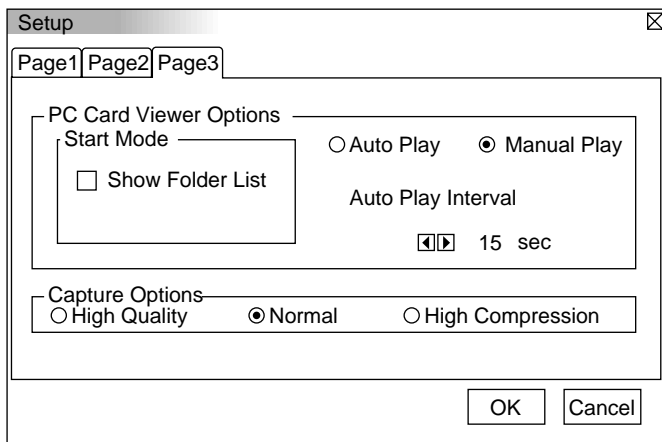 Setup
Page1 Page2 Page3
PC Card Viewer Options
Start Mode
Auto Play Manual Play
Show Folder List
Auto Play Interval
15 sec
Capture Options
High Quality Normal High Compression
OK Cancel